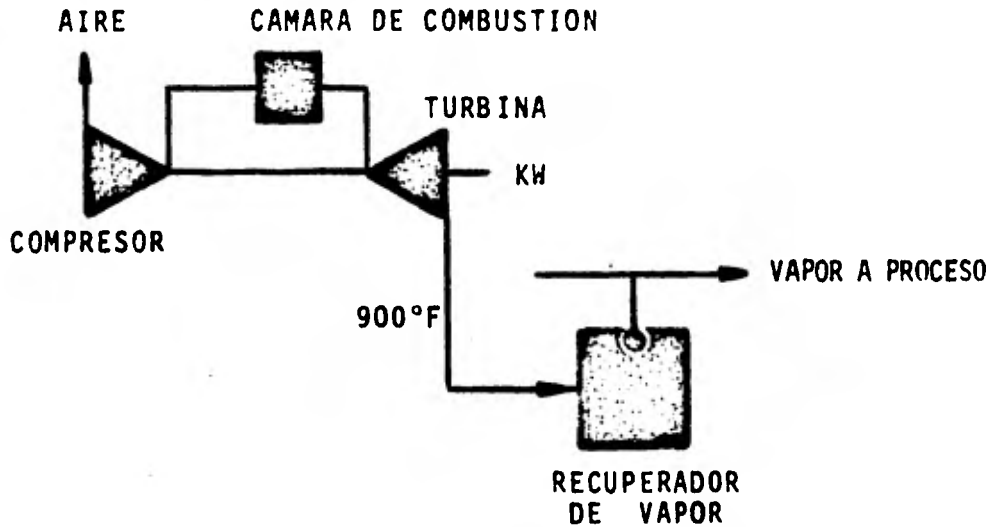 AIRE
CAMARA DE COMBUSTION
TURBINA
KW
COMPRESOR
VAPOR A PROCESO
900°F
RECUPERADOR
DE VAPOR